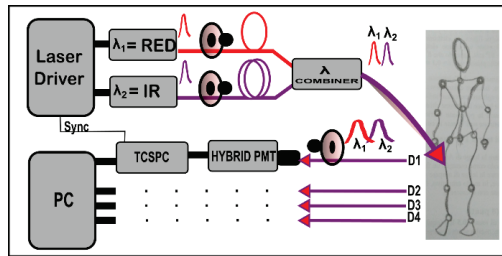 Laser
Driver
λ1= RED
λ2= IR
λ
COMBINER
λ1 λ2
Sync
PC
TCSPC
HYBRID PMT
λ1 λ2
D1
D2
D3
D4